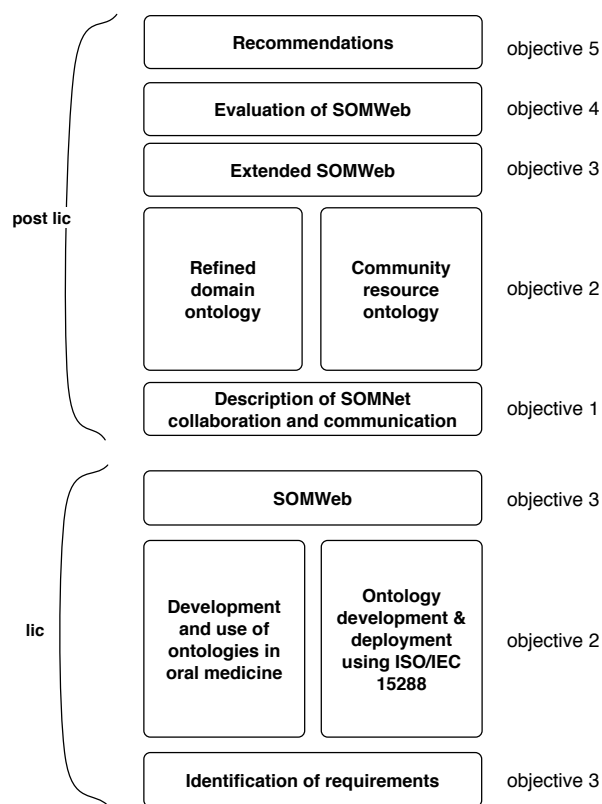 Recommendations
objective 5
Evaluation of SOMWeb
objective 4
Extended SOMWeb
objective 3
post lic
Refined
domain
ontology
Community
resource
ontology
objective 2
Description of SOMNet
collaboration and communication
objective 1
SOMWeb
objective 3
lic
Development
and use of
ontologies in
oral medicine
Ontology
development &
deployment
using ISO/IEC
15288
objective 2
Identification of requirements
objective 3